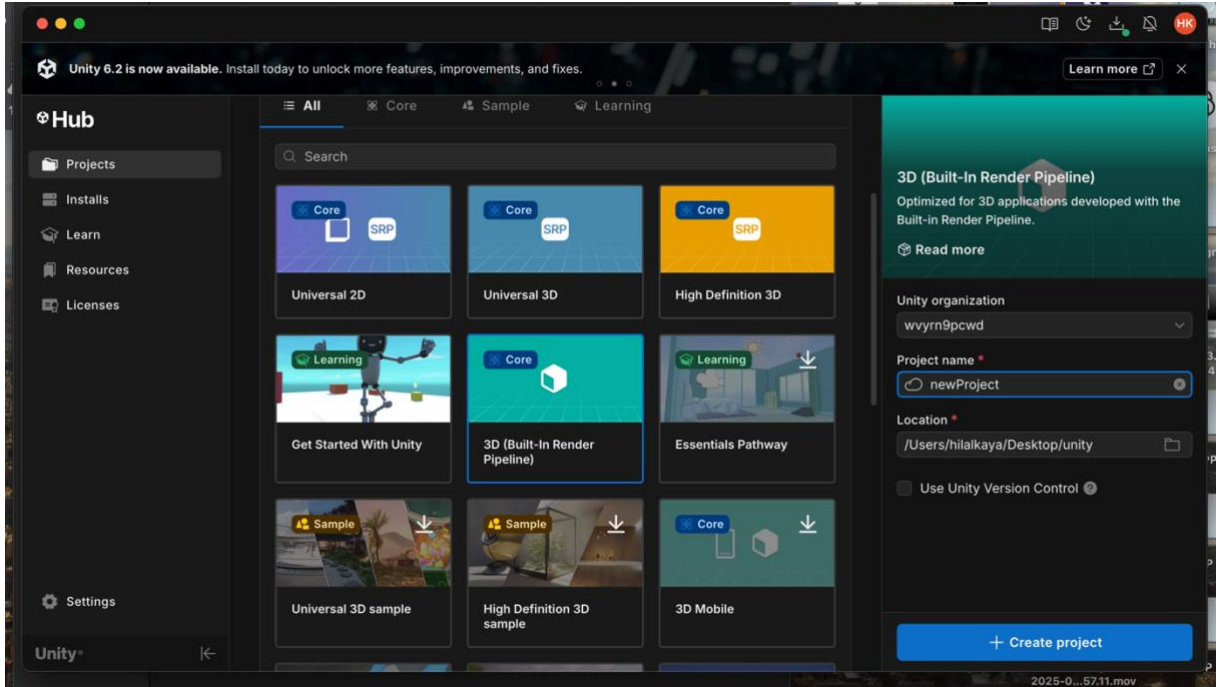 HK
Unity 6.2 is now available. Install today to unlock more features, improvements, and fixes.
Learn more
Hub
Projects
Installs
Learn
Resources
Licenses
Settings
Unity
All
Core
Sample
Learning
Search
Core
SRP
Universal 2D
Core
SRP
Universal 3D
Core
SRP
High Definition 3D
Learning
Get Started With Unity
Core
3D (Built-In Render
Pipeline)
Learning
Essentials Pathway
Sample
Universal 3D sample
Sample
High Definition 3D
sample
Core
3D Mobile
3D (Built-In Render Pipeline)
Optimized for 3D applications developed with the
Built-in Render Pipeline.
Read more
Unity organization
wvyrn9pcwd
Project name *
newProject
Location *
/Users/hilalkaya/Desktop/unity
Use Unity Version Control
+ Create project
2025-0...57.11.mov